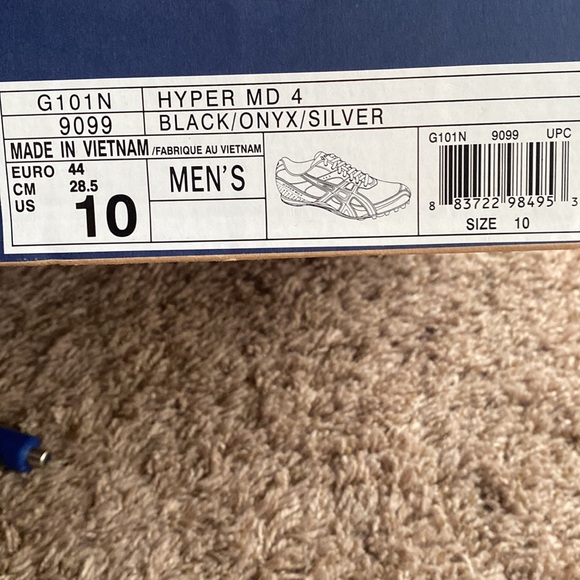 G101N HYPER MD 4
9099 BLACK/ONYX/SILVER
MADE IN VIETNAM /FABRIQUE AU VIETNAM
EURO 44
CM 28.5
US 10
MEN'S
G101N 9099 UPC
8 83722 98495 3
SIZE 10